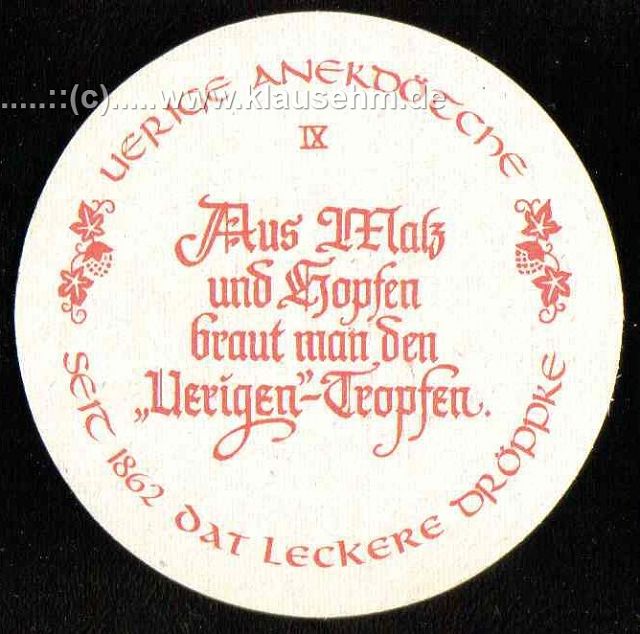 UERIGE ANEKDÖTCHE
.....::(c).....www.klausehm.de
IX
Aus Malz
und Hopfen
braut man den
„Uerigen"-Tropfen.
SEIT 1862 DAT LECKERE DRÖPPKE